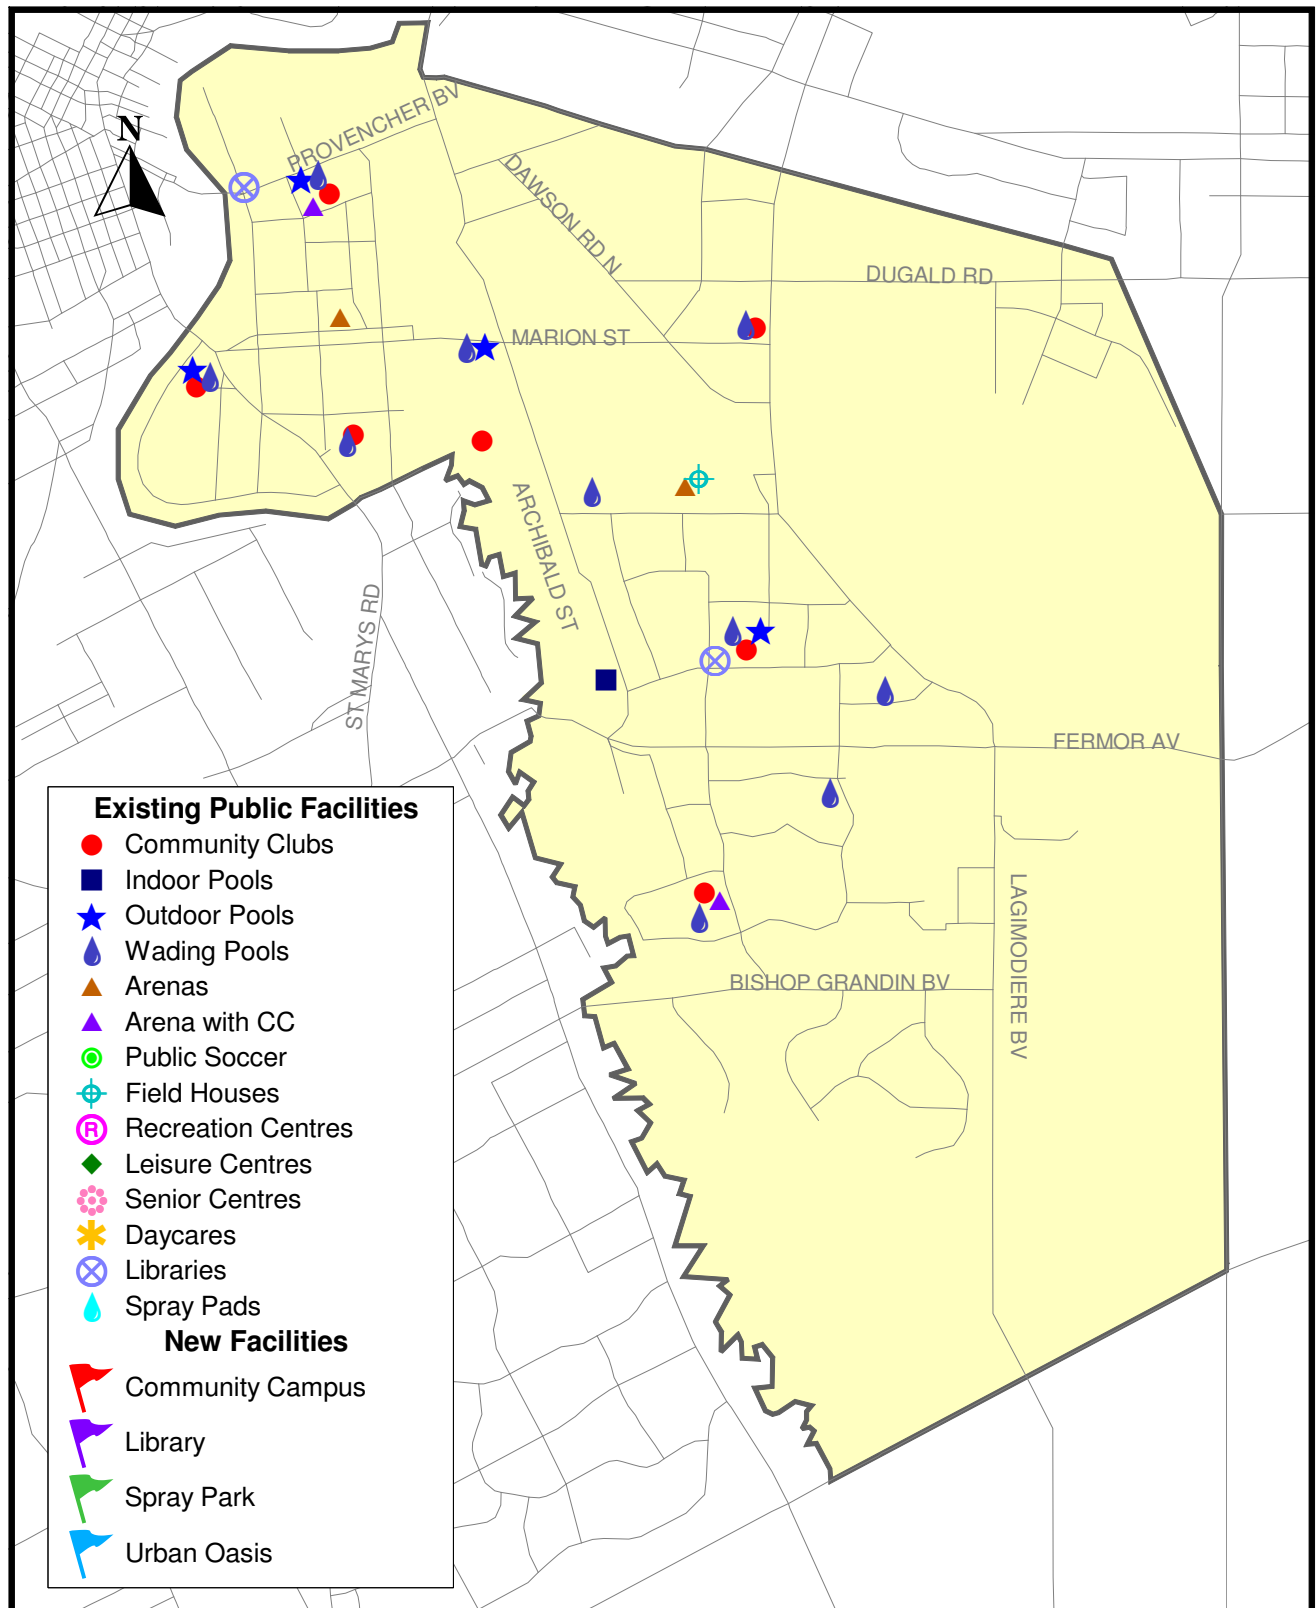 N
PROVENCHER BV
DAWSON RD N
DUGALD RD
MARION ST
ARCHIBALD ST
ST MARYS RD
FERMOR AV
LAGIMODIERE BV
BISHOP GRANDIN BV
Existing Public Facilities
Community Clubs
Indoor Pools
Outdoor Pools
Wading Pools
Arenas
Arena with CC
Public Soccer
Field Houses
R Recreation Centres
Leisure Centres
Senior Centres
Daycares
Libraries
Spray Pads
New Facilities
Community Campus
Library
Spray Park
Urban Oasis